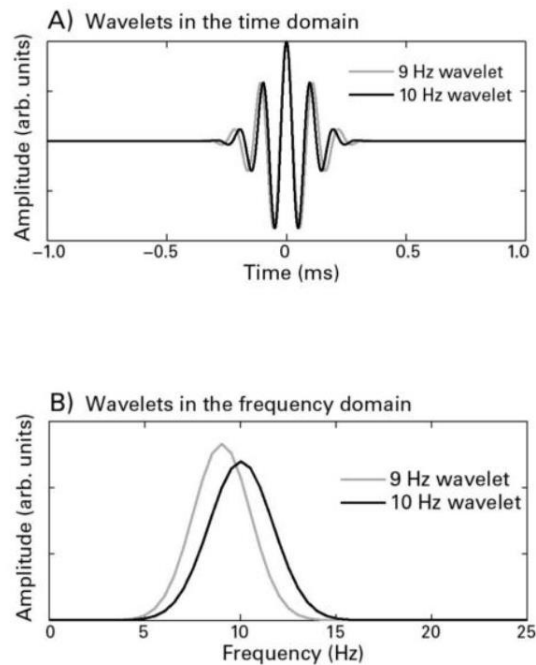 A) Wavelets in the time domain
Amplitude (arb. units)
9 Hz wavelet
10 Hz wavelet
−1.0 −0.5 0 0.5 1.0
Time (ms)
B) Wavelets in the frequency domain
Amplitude (arb. units)
9 Hz wavelet
10 Hz wavelet
0 5 10 15 20 25
Frequency (Hz)